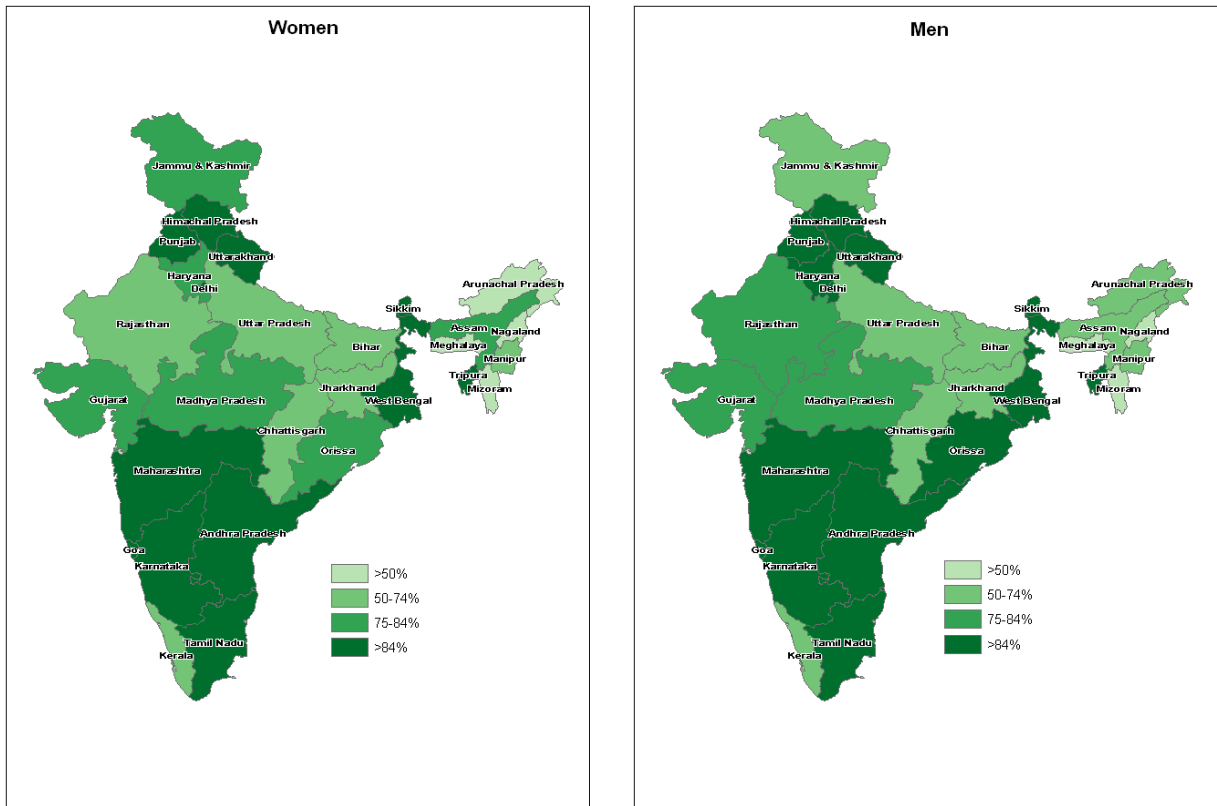 Women
Jammu & Kashmir
Himachal Pradesh
Punjab
Uttarakhand
Haryana
Delhi
Arunachal Pradesh
Sikkim
Rajasthan
Uttar Pradesh
Assam
Nagaland
Bihar
Meghalaya
Manipur
Tripura
Mizoram
Jharkhand
Gujarat
Madhya Pradesh
West Bengal
Chhattisgarh
Orissa
Maharashtra
Andhra Pradesh
Goa
Karnataka
Tamil Nadu
Kerala
>50%
50-74%
75-84%
>84%
Men
Jammu & Kashmir
Himachal Pradesh
Punjab
Uttarakhand
Haryana
Delhi
Arunachal Pradesh
Sikkim
Rajasthan
Uttar Pradesh
Assam
Nagaland
Bihar
Meghalaya
Manipur
Tripura
Mizoram
Jharkhand
Gujarat
Madhya Pradesh
West Bengal
Chhattisgarh
Orissa
Maharashtra
Andhra Pradesh
Goa
Karnataka
Tamil Nadu
Kerala
>50%
50-74%
75-84%
>84%